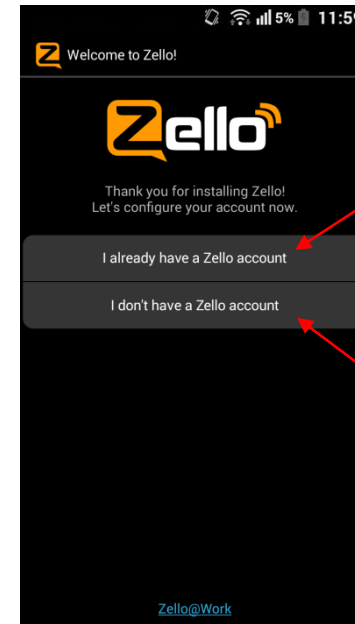 5% 11:59
Welcome to Zello!
Zello
Thank you for installing Zello!
Let's configure your account now.
I already have a Zello account
I don't have a Zello account
Zello@Work